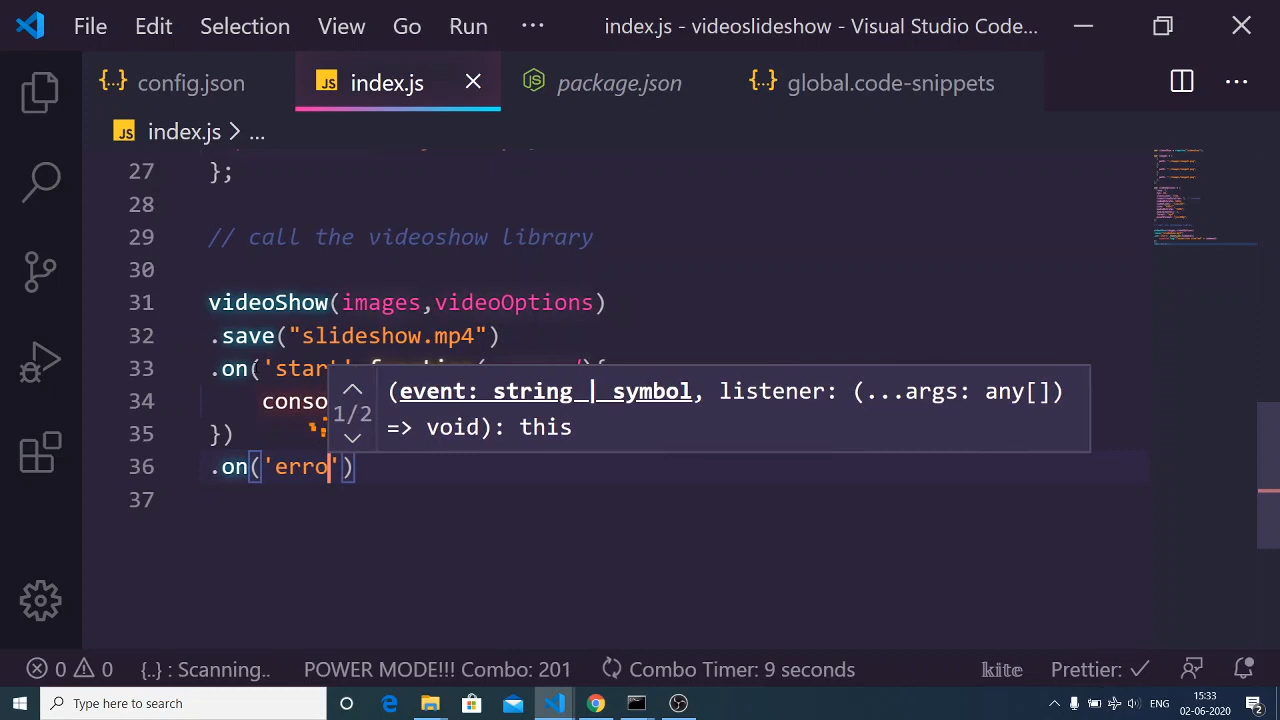 File Edit Selection View Go Run ··· index.js - videoslideshow - Visual Studio Code...
{..} config.json JS index.js package.json {..} global.code-snippets
JS index.js > ...
27 };
28
29 // call the videoshow library
30
31 videoShow(images,videoOptions)
32 .save("slideshow.mp4")
33 .on('start'
34 conso
(event: string | symbol, listener: (...args: any[])
1/2
=> void): this
35 })
36 .on('erro')
37
0 0 {..} : Scanning.. POWER MODE!!! Combo: 201 Combo Timer: 9 seconds kite Prettier: ✓
Type here to search ENG 15:33
02-06-2020 2